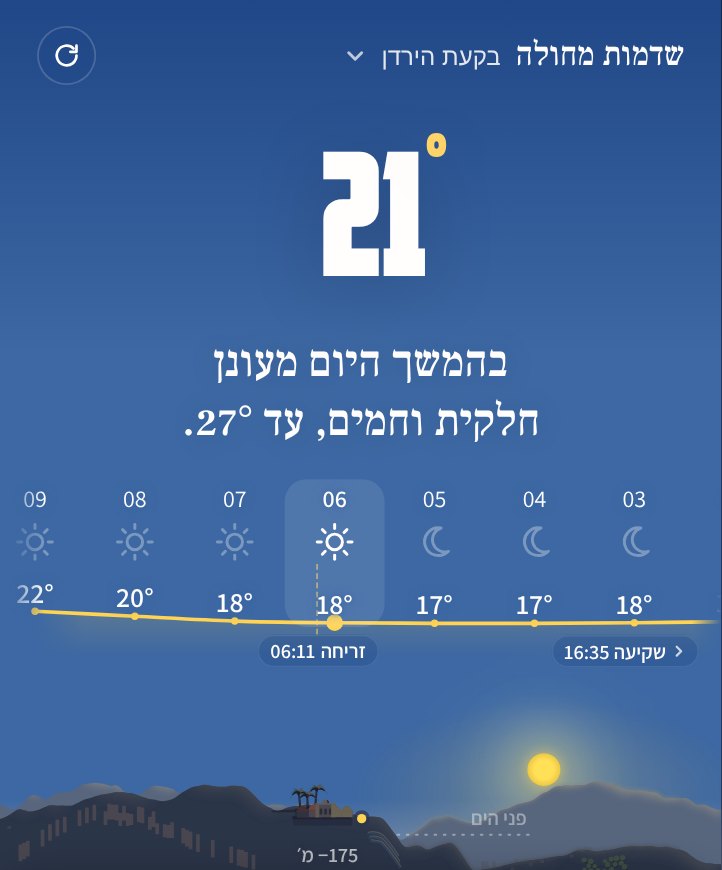 שדמות מחולה בקעת הירדן
21°
בהמשך היום מעונן
חלקית וחמים, עד 27°.
03 04 05 06 07 08 09
18° 17° 17° 18° 18° 20° 22°
שקיעה 16:35 זריחה 06:11
פני הים
175− מ׳